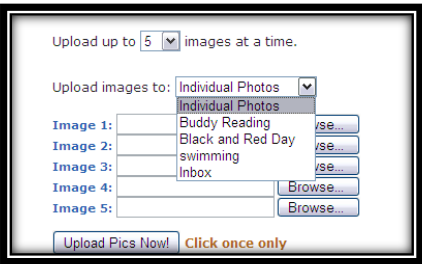 Upload up to 5 images at a time.
Upload images to: Individual Photos
Individual Photos
Buddy Reading
Black and Red Day
swimming
Inbox
Image 1:
Image 2:
Image 3:
Image 4: Browse...
Image 5: Browse...
Upload Pics Now! Click once only